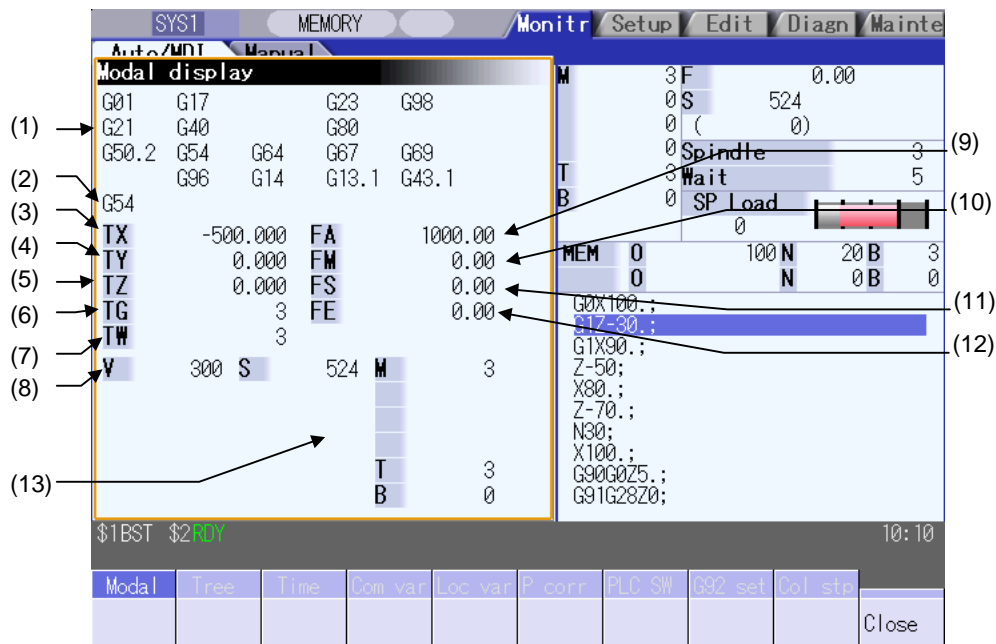 SYS1 MEMORY Monitr Setup Edit Diagn Mainte
Auto/MDI Manual
Modal display
G01 G17 G23 G98
G21 G40 G80
G50.2 G54 G64 G67 G69
G96 G14 G13.1 G43.1
G54
TX -500.000 FA 1000.00
TY 0.000 FM 0.00
TZ 0.000 FS 0.00
TG 3 FE 0.00
TW 3
V 300 S 524 M 3
T 3
B 0
M 3 F 0.00
0 S 524
0 ( 0)
0 Spindle 3
T 3 Wait 5
B 0 SP Load
0
MEM O 100 N 20 B 3
O N 0 B 0
G0X100.;
G1Z-30.;
G1X90.;
Z-50;
X80.;
Z-70.;
N30;
X100.;
G90G0Z5.;
G91G28Z0;
$1BST $2RDY 10:10
Modal Tree Time Com var Loc var P corr PLC SW G92 set Col stp
Close
(1)
(2)
(3)
(4)
(5)
(6)
(7)
(8)
(13)
(9)
(10)
(11)
(12)